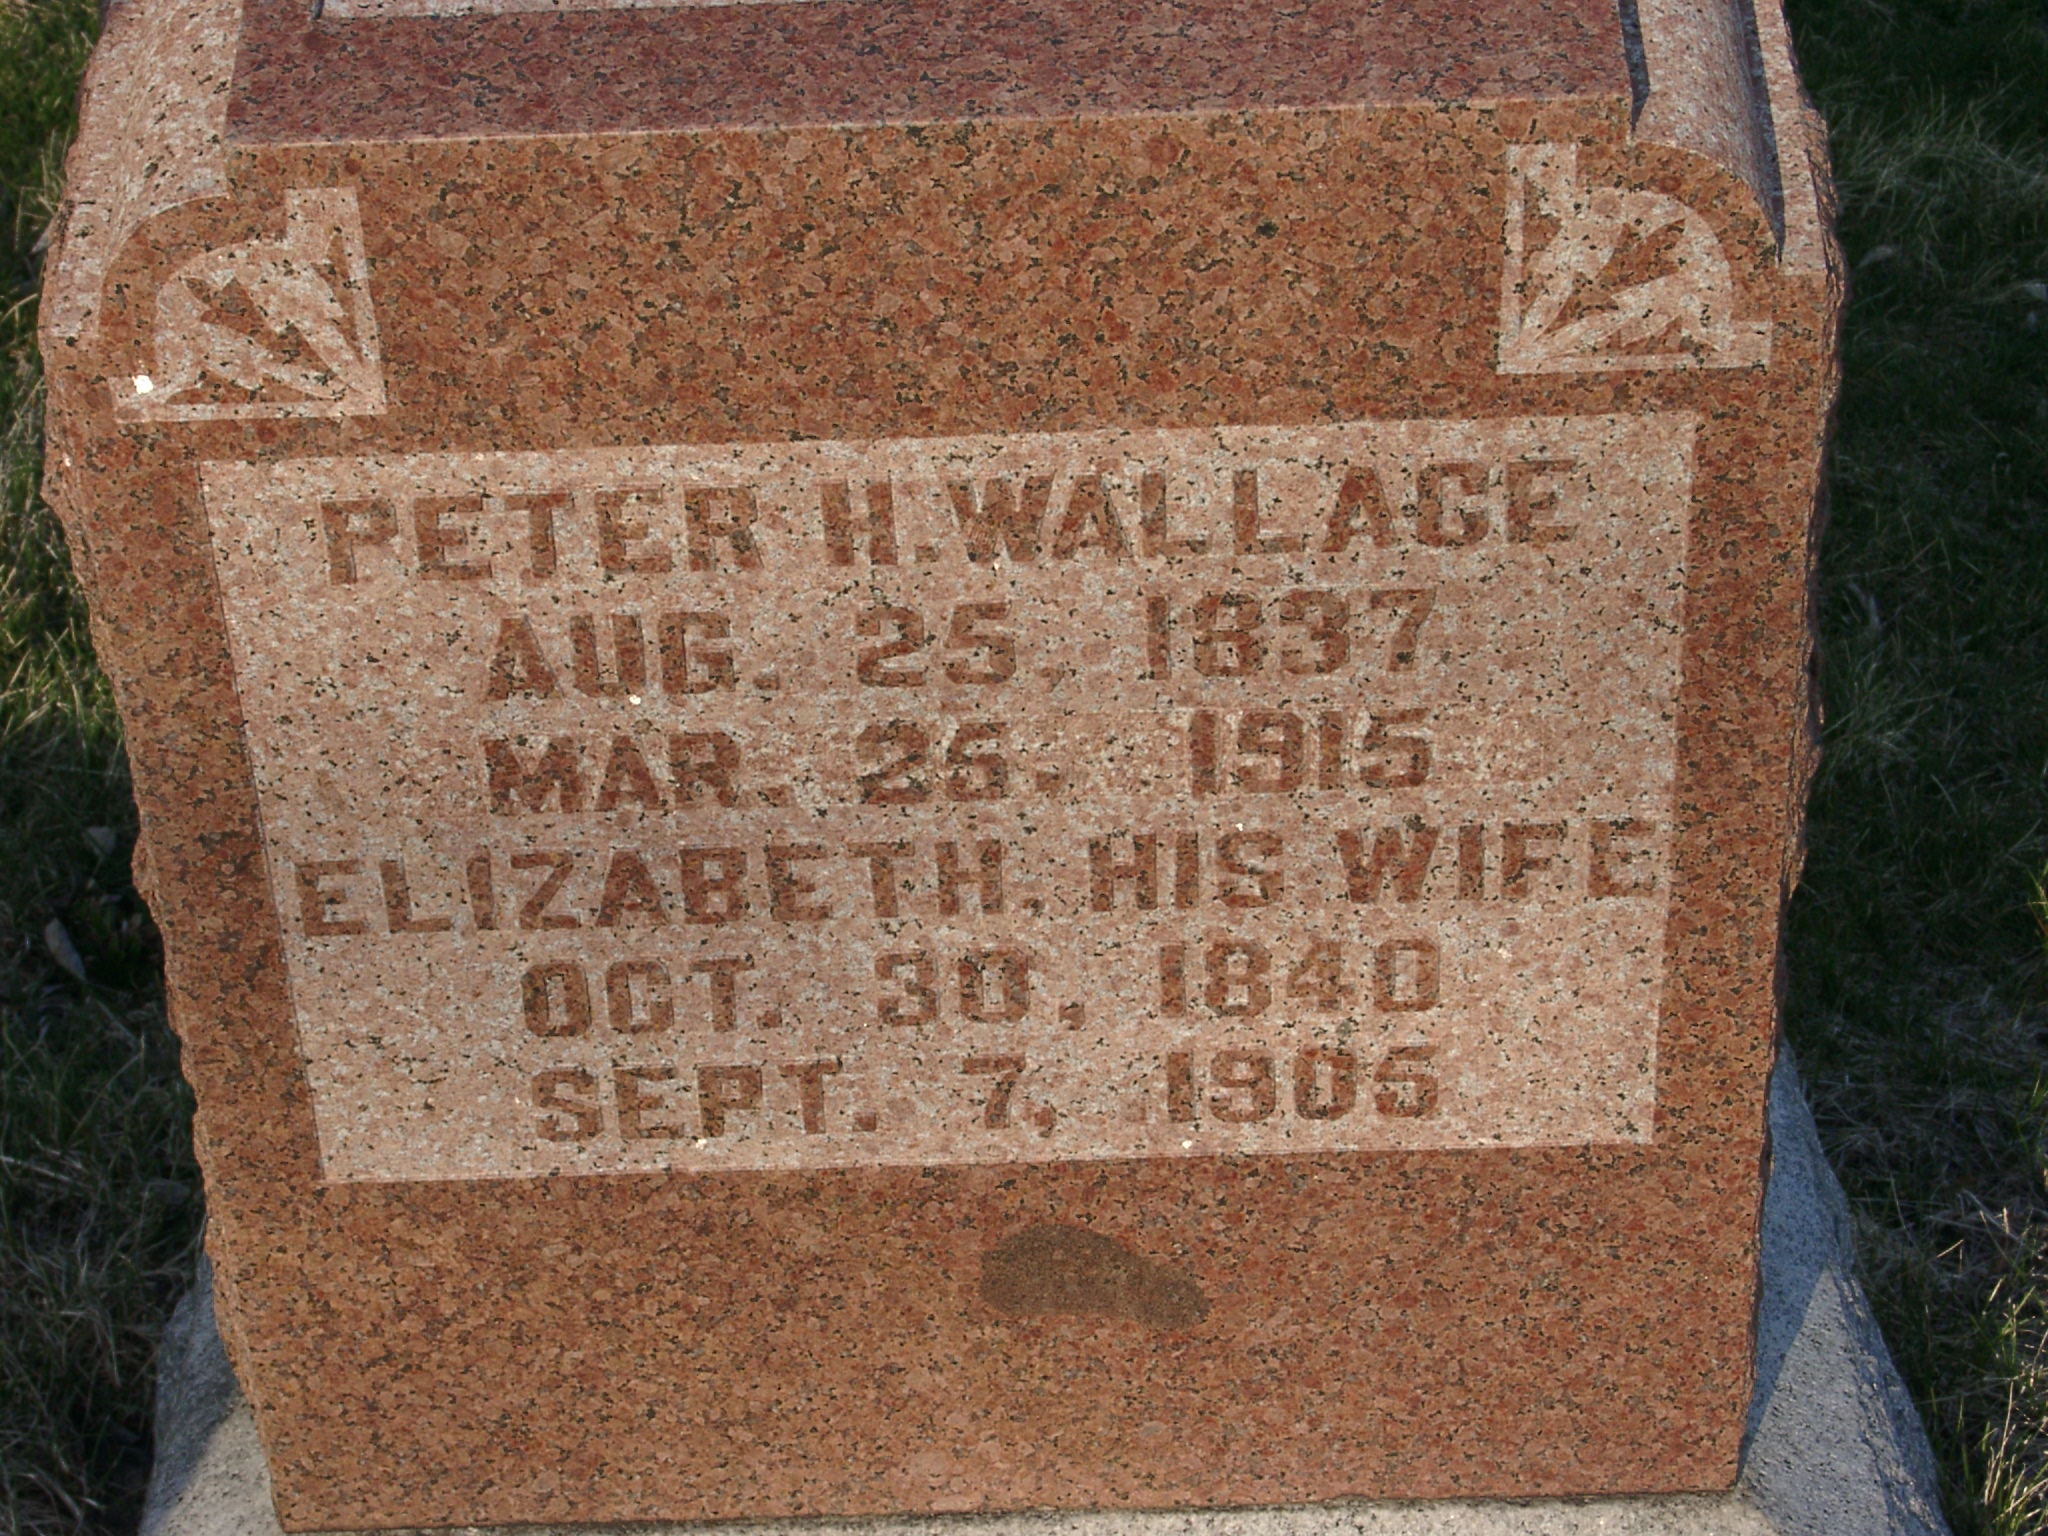 PETER H. WALLACE
AUG. 25, 1837
MAR. 25, 1915
ELIZABETH, HIS WIFE
OCT. 30, 1840
SEPT. 7, 1905